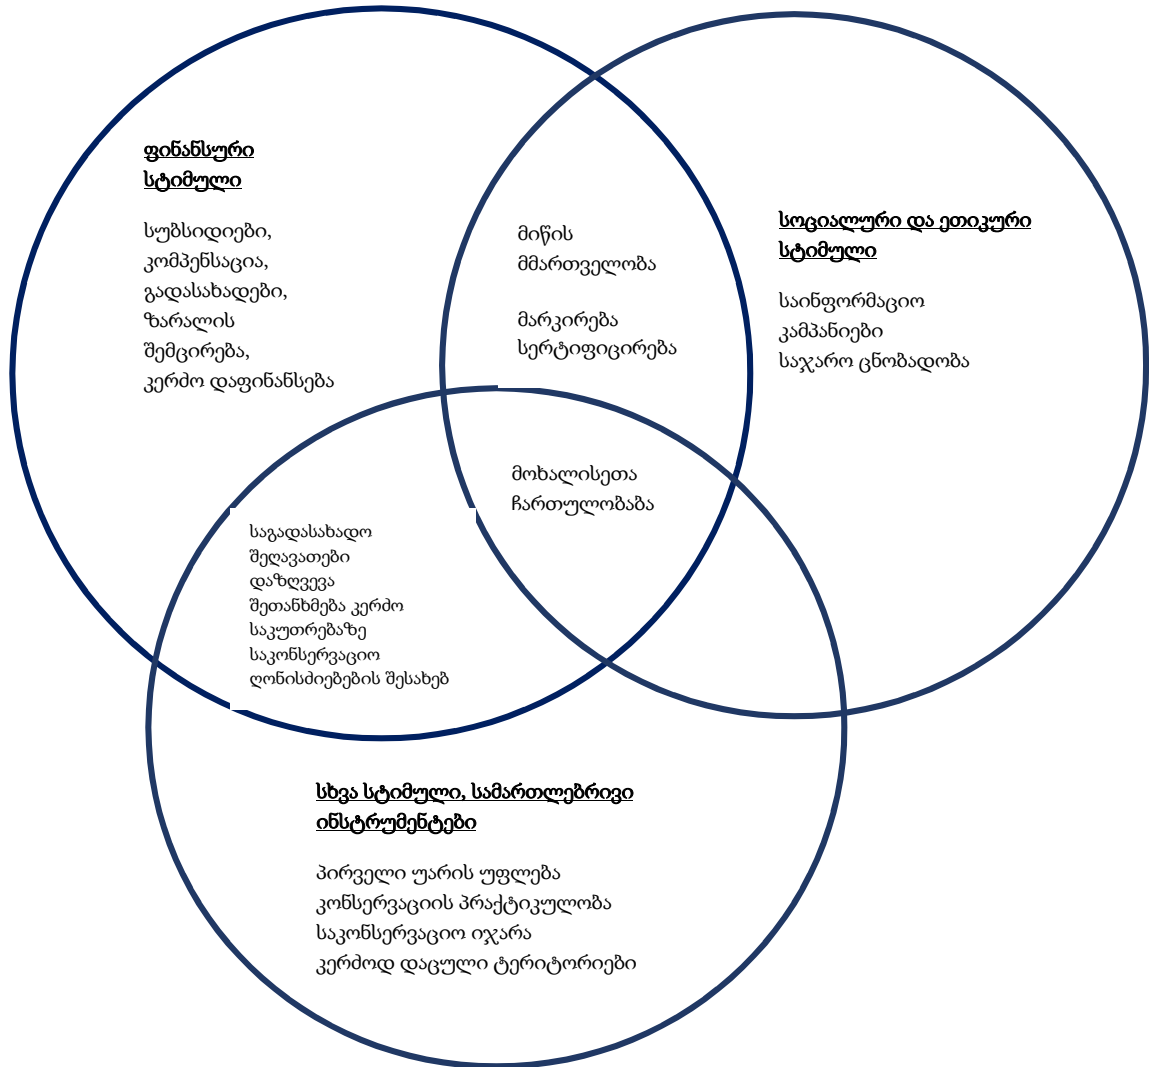 ფინანსური
სტიმული
სუბსიდიები,
კომპენსაცია,
გადასახადები,
ზარალის
შემცირება,
კერძო დაფინანსება
მიწის
მმართველობა
მარკირება
სერტიფიცირება
სოციალური და ეთიკური
სტიმული
საინფორმაციო
კამპანიები
საჯარო ცნობადობა
მოხალისეთა
ჩართულობაბა
საგადასახადო
შეღავათები
დაზღვევა
შეთანხმება კერძო
საკუთრებაზე
საკონსერვაციო
ღონისძიებების შესახებ
სხვა სტიმული, სამართლებრივი
ინსტრუმენტები
პირველი უარის უფლება
კონსერვაციის პრაქტიკულობა
საკონსერვაციო იჯარა
კერძოდ დაცული ტერიტორიები